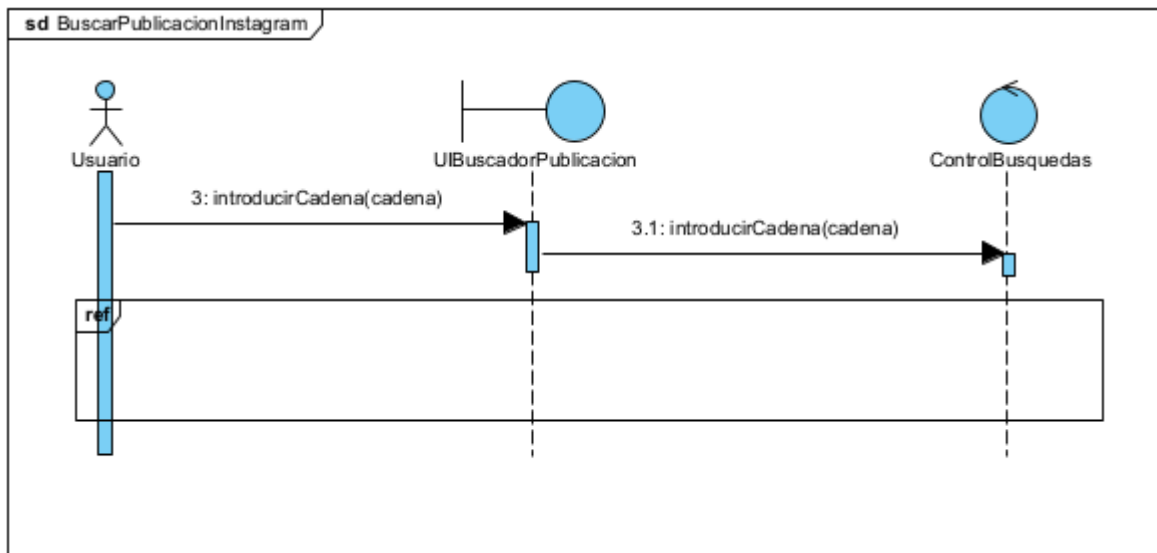 sd BuscarPublicacionInstagram
Usuario
UIBuscadorPublicacion
ControlBusquedas
3: introducirCadena(cadena)
3.1: introducirCadena(cadena)
ref